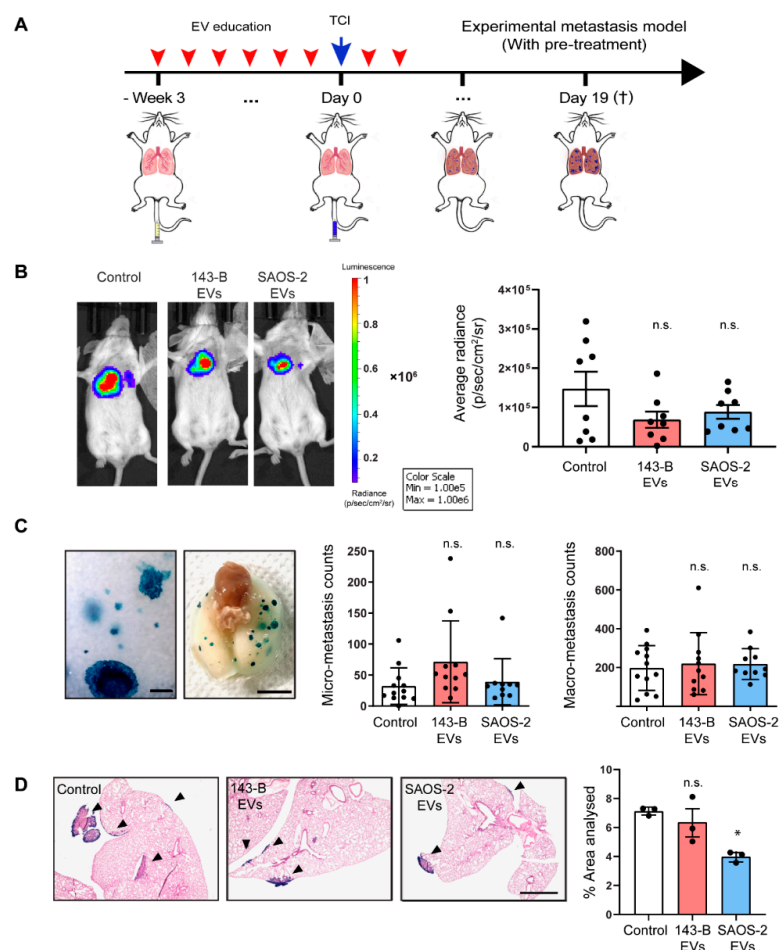 A
EV education
TCI
Experimental metastasis model
(With pre-treatment)
- Week 3
...
Day 0
...
Day 19 (†)
B
Control
143-B
EVs
SAOS-2
EVs
Luminescence
1
0.8
0.6
0.4
0.2
×10⁶
Radiance
(p/sec/cm²/sr)
Color Scale
Min = 1.00e5
Max = 1.00e6
Average radiance
(p/sec/cm²/sr)
4×10⁵
3×10⁵
2×10⁵
1×10⁵
0
n.s.
n.s.
Control
143-B
EVs
SAOS-2
EVs
C
Micro-metastasis counts
250
200
150
100
50
0
n.s.
n.s.
Control
143-B
EVs
SAOS-2
EVs
Macro-metastasis counts
800
600
400
200
0
n.s.
n.s.
Control
143-B
EVs
SAOS-2
EVs
D
Control
143-B
EVs
SAOS-2
EVs
% Area analysed
10
8
6
4
2
0
n.s.
*
Control
143-B
EVs
SAOS-2
EVs